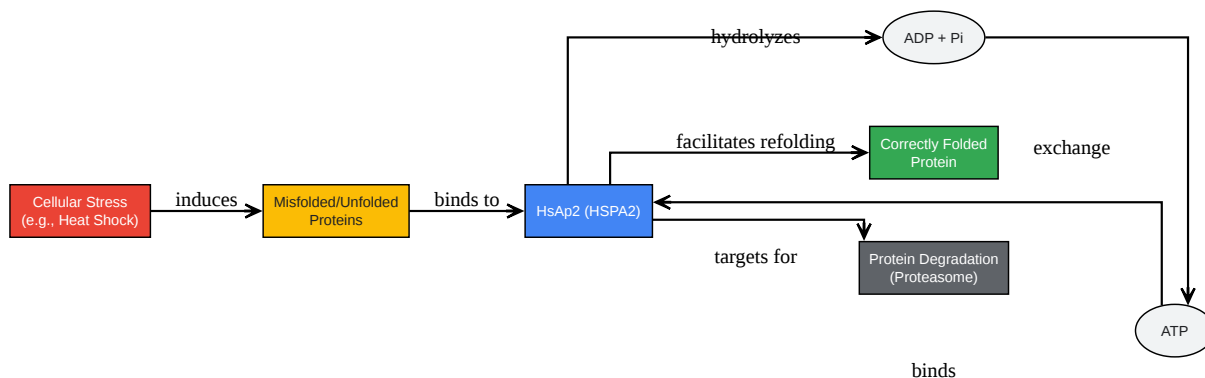 hydrolyzes
ADP + Pi
facilitates refolding
Correctly Folded
Protein
exchange
Cellular Stress
(e.g., Heat Shock)
induces
Misfolded/Unfolded
Proteins
binds to
HsAp2 (HSPA2)
targets for
Protein Degradation
(Proteasome)
ATP
binds